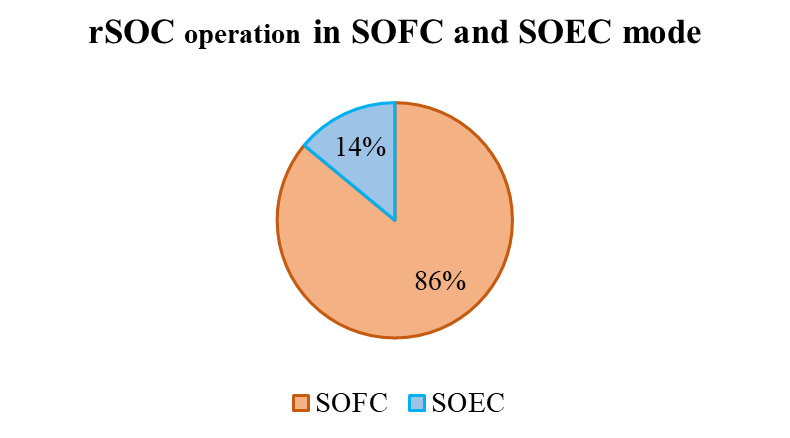 rSOC operation in SOFC and SOEC mode
14%
86%
SOFC SOEC